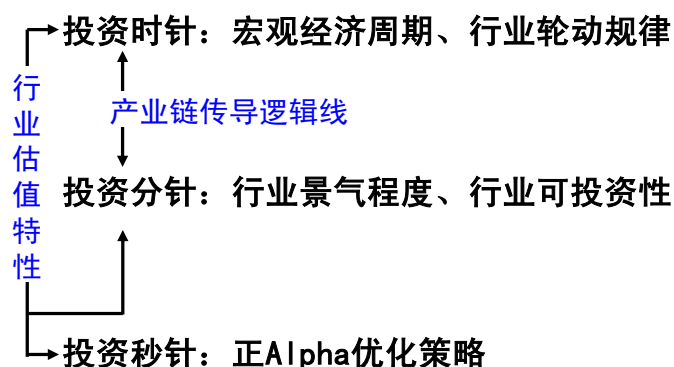 投资时针：宏观经济周期、行业轮动规律
产业链传导逻辑线
行业估值特性
投资分针：行业景气程度、行业可投资性
投资秒针：正Alpha优化策略